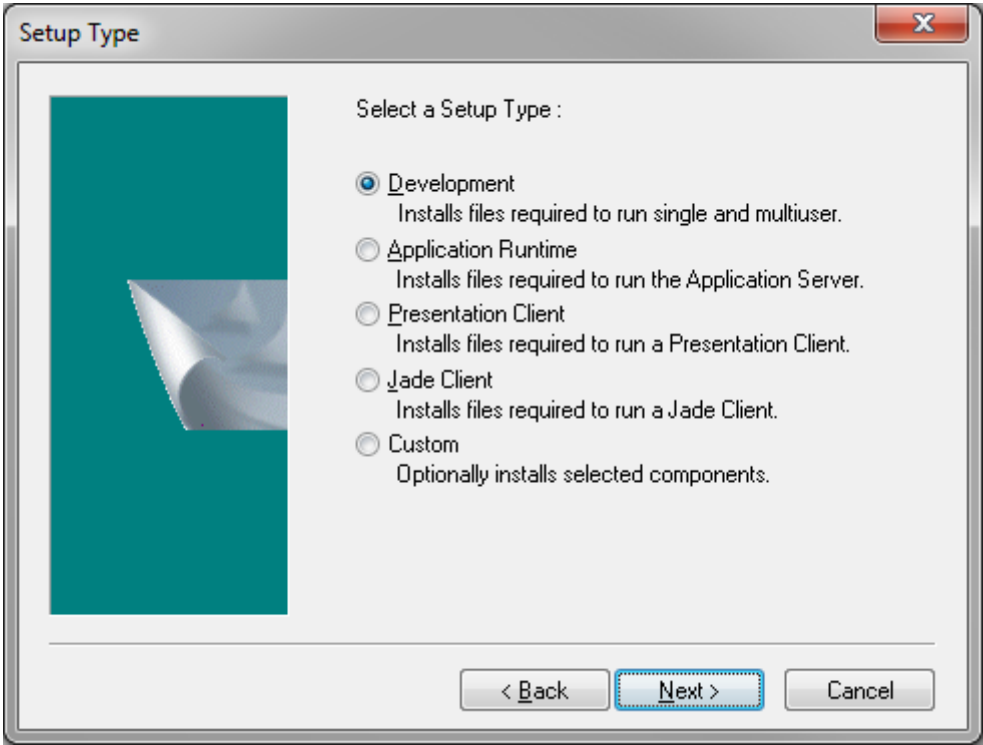 Setup Type
Select a Setup Type :
Development
Installs files required to run single and multiuser.
Application Runtime
Installs files required to run the Application Server.
Presentation Client
Installs files required to run a Presentation Client.
Jade Client
Installs files required to run a Jade Client.
Custom
Optionally installs selected components.
< Back Next > Cancel